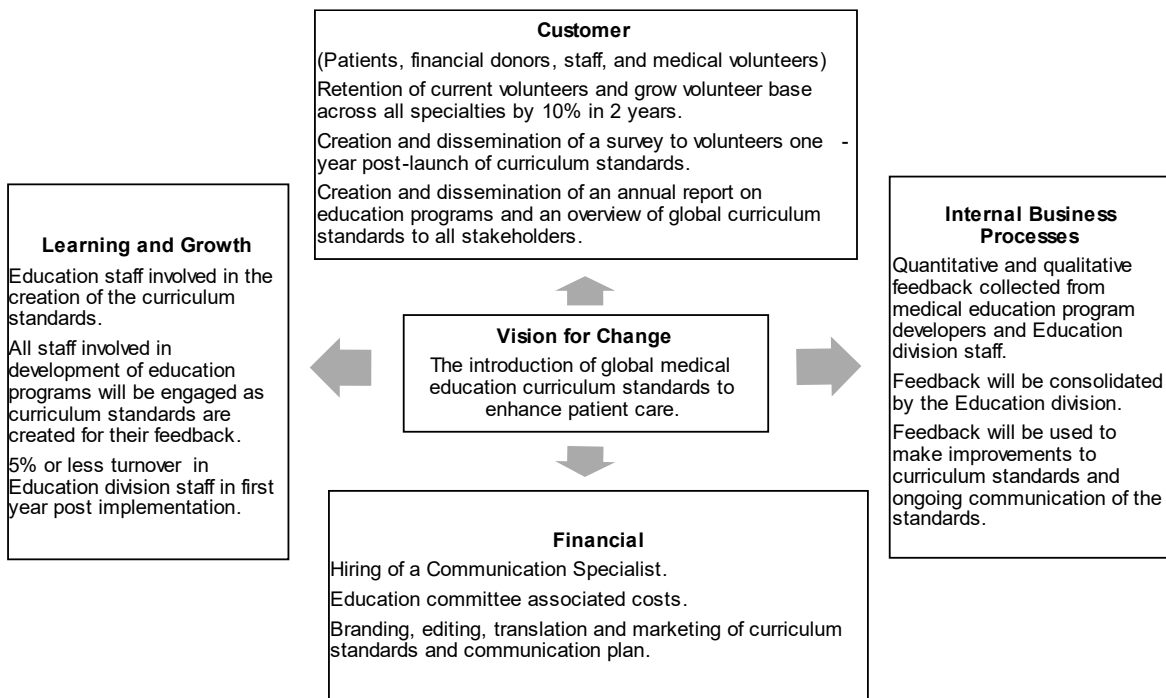 Customer
(Patients, financial donors, staff, and medical volunteers)
Retention of current volunteers and grow volunteer base
across all specialties by 10% in 2 years.
Creation and dissemination of a survey to volunteers one -
year post-launch of curriculum standards.
Creation and dissemination of an annual report on
education programs and an overview of global curriculum
standards to all stakeholders.
Learning and Growth
Education staff involved in the
creation of the curriculum
standards.
All staff involved in
development of education
programs will be engaged as
curriculum standards are
created for their feedback.
5% or less turnover in
Education division staff in first
year post implementation.
Vision for Change
The introduction of global medical
education curriculum standards to
enhance patient care.
Internal Business
Processes
Quantitative and qualitative
feedback collected from
medical education program
developers and Education
division staff.
Feedback will be consolidated
by the Education division.
Feedback will be used to
make improvements to
curriculum standards and
ongoing communication of the
standards.
Financial
Hiring of a Communication Specialist.
Education committee associated costs.
Branding, editing, translation and marketing of curriculum
standards and communication plan.